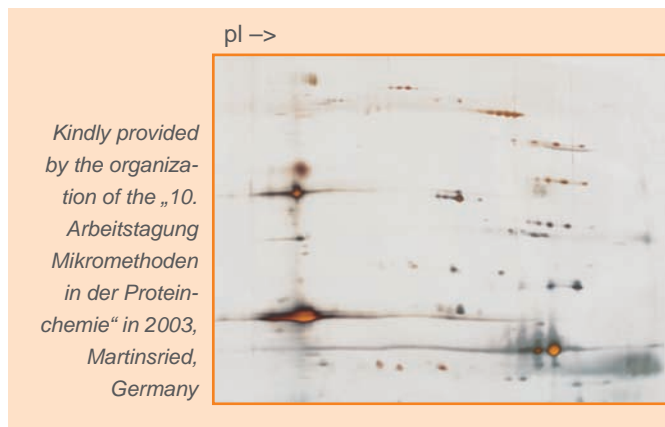 pI –>
Kindly provided
by the organiza-
tion of the „10.
Arbeitstagung
Mikromethoden
in der Protein-
chemie“ in 2003,
Martinsried,
Germany